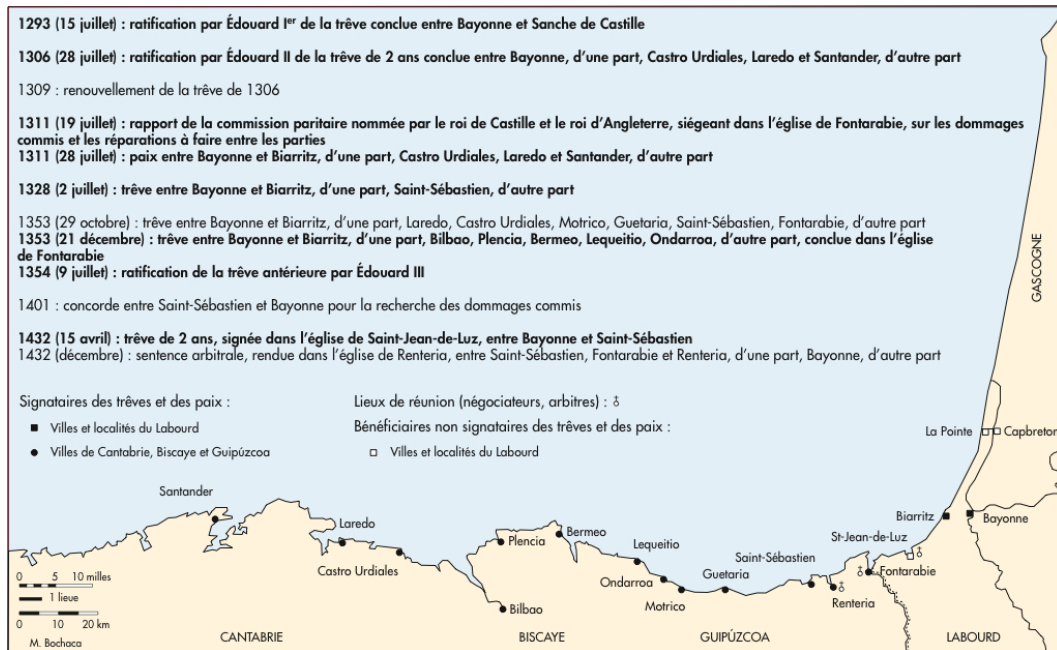 1293 (15 juillet) : ratification par Édouard Ier de la trêve conclue entre Bayonne et Sanche de Castille
1306 (28 juillet) : ratification par Édouard II de la trêve de 2 ans conclue entre Bayonne, d'une part, Castro Urdiales, Laredo et Santander, d'autre part
1309 : renouvellement de la trêve de 1306
1311 (19 juillet) : rapport de la commission paritaire nommée par le roi de Castille et le roi d'Angleterre, siégeant dans l'église de Fontarabie, sur les dommages
commis et les réparations à faire entre les parties
1311 (28 juillet) : paix entre Bayonne et Biarritz, d'une part, Castro Urdiales, Laredo et Santander, d'autre part
1328 (2 juillet) : trêve entre Bayonne et Biarritz, d'une part, Saint-Sébastien, d'autre part
1353 (29 octobre) : trêve entre Bayonne et Biarritz, d'une part, Laredo, Castro Urdiales, Motrico, Guetaria, Saint-Sébastien, Fontarabie, d'autre part
1353 (21 décembre) : trêve entre Bayonne et Biarritz, d'une part, Bilbao, Plencia, Bermeo, Lequeitio, Ondarroa, d'autre part, conclue dans l'église
de Fontarabie
1354 (9 juillet) : ratification de la trêve antérieure par Édouard III
1401 : concorde entre Saint-Sébastien et Bayonne pour la recherche des dommages commis
1432 (15 avril) : trêve de 2 ans, signée dans l'église de Saint-Jean-de-Luz, entre Bayonne et Saint-Sébastien
1432 (décembre) : sentence arbitrale, rendue dans l'église de Renteria, entre Saint-Sébastien, Fontarabie et Renteria, d'une part, Bayonne, d'autre part
Signataires des trêves et des paix :
Villes et localités du Labourd
Villes de Cantabrie, Biscaye et Guipúzcoa
Lieux de réunion (négociateurs, arbitres) :
Bénéficiaires non signataires des trêves et des paix :
Villes et localités du Labourd
GASCOGNE
La Pointe
Capbreton
Santander
Laredo
Castro Urdiales
Plencia
Bermeo
Bilbao
Lequeitio
Ondarroa
Motrico
Guetaria
Saint-Sébastien
Renteria
Fontarabie
St-Jean-de-Luz
Biarritz
Bayonne
0 5 10 milles
1 lieue
0 10 20 km
M. Bochaca
CANTABRIE
BISCAYE
GUIPÚZCOA
LABOURD